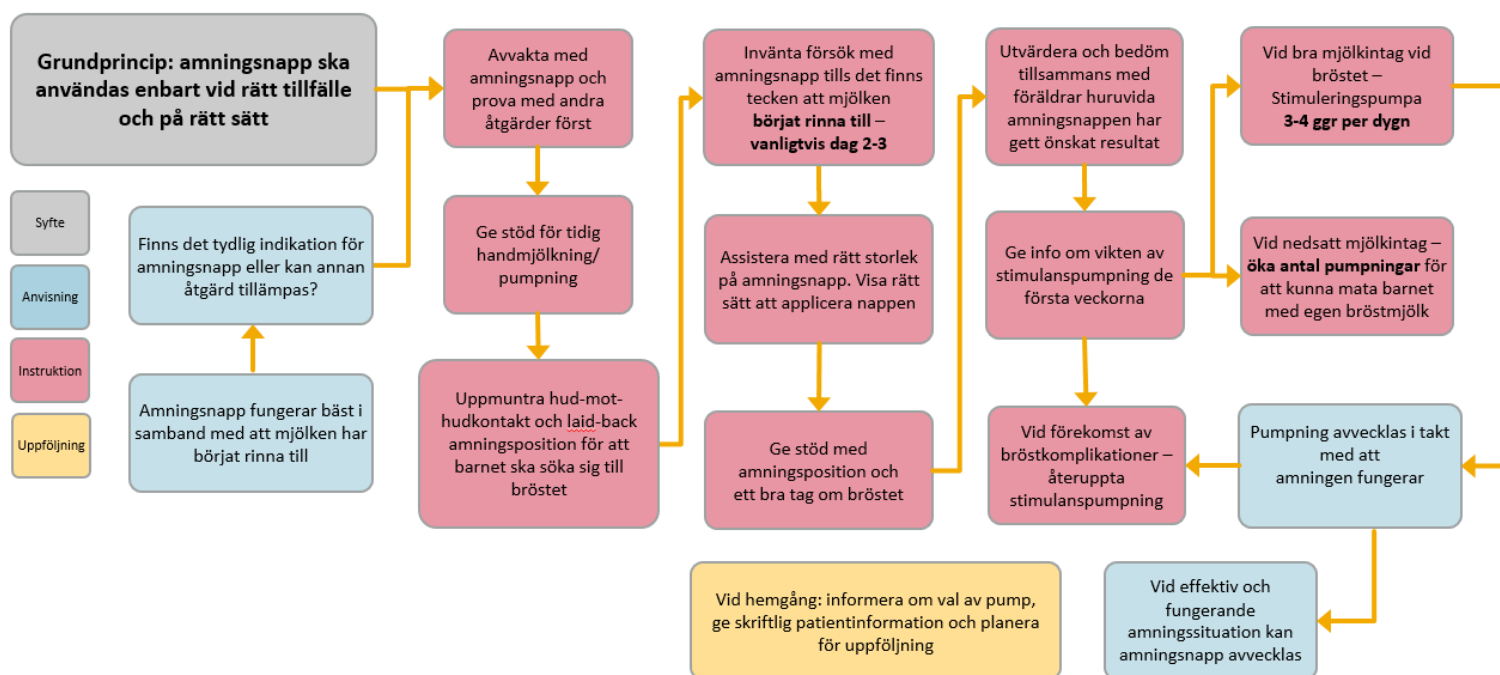 Grundprincip: amningsnapp ska
användas enbart vid rätt tillfälle
och på rätt sätt
Syfte
Anvisning
Instruktion
Uppföljning
Finns det tydlig indikation för
amningsnapp eller kan annan
åtgärd tillämpas?
Amningsnapp fungerar bäst i
samband med att mjölken har
börjat rinna till
Avvakta med
amningsnapp och
prova med andra
åtgärder först
Ge stöd för tidig
handmjölkning/
pumpning
Uppmuntra hud-mot-
hudkontakt och laid-back
amningsposition för att
barnet ska söka sig till
bröstet
Invänta försök med
amningsnapp tills det finns
tecken att mjölken
börjat rinna till –
vanligtvis dag 2-3
Assistera med rätt storlek
på amningsnapp. Visa rätt
sätt att applicera nappen
Ge stöd med
amningsposition och
ett bra tag om bröstet
Utvärdera och bedöm
tillsammans med
föräldrar huruvida
amningsnappen har
gett önskat resultat
Ge info om vikten av
stimulanspumpning de
första veckorna
Vid förekomst av
bröstkomplikationer –
återuppta
stimulanspumpning
Vid bra mjölkintag vid
bröstet –
Stimuleringspumpa
3-4 ggr per dygn
Vid nedsatt mjölkintag –
öka antal pumpningar för
att kunna mata barnet
med egen bröstmjölk
Pumpning avvecklas i takt
med att
amningen fungerar
Vid effektiv och
fungerande
amningssituation kan
amningsnapp avvecklas
Vid hemgång: informera om val av pump,
ge skriftlig patientinformation och planera
för uppföljning